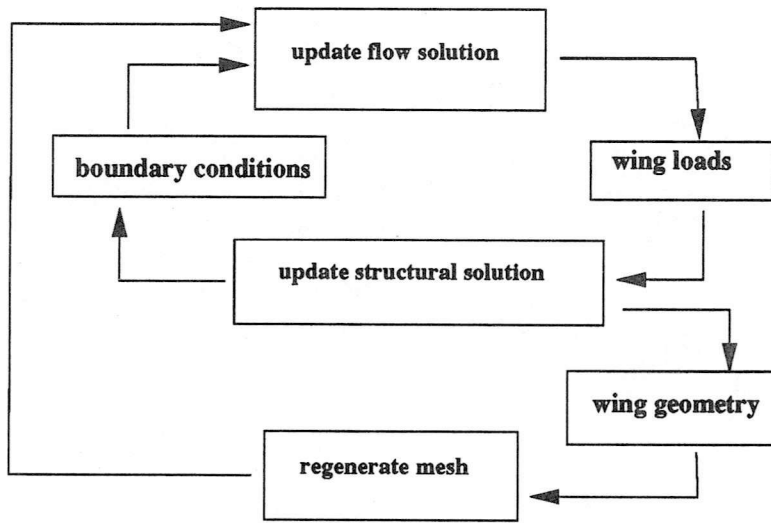 update flow solution
boundary conditions
wing loads
update structural solution
wing geometry
regenerate mesh